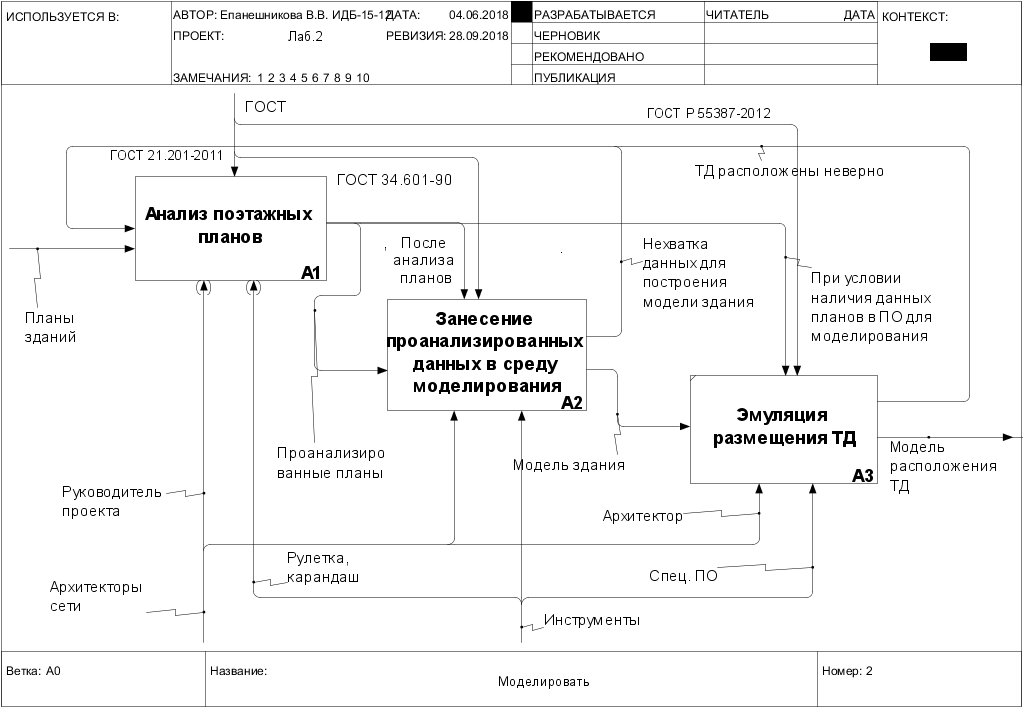 ИСПОЛЬЗУЕТСЯ В:
АВТОР: Епанешникова В.В. ИДБ-15-12
ДАТА: 04.06.2018
ПРОЕКТ: Лаб.2
РЕВИЗИЯ: 28.09.2018
ЗАМЕЧАНИЯ: 1 2 3 4 5 6 7 8 9 10
РАЗРАБАТЫВАЕТСЯ
ЧЕРНОВИК
РЕКОМЕНДОВАНО
ПУБЛИКАЦИЯ
ЧИТАТЕЛЬ ДАТА
КОНТЕКСТ:
ГОСТ
ГОСТ Р 55387-2012
ГОСТ 21.201-2011
ТД расположены неверно
ГОСТ 34.601-90
Анализ поэтажных
планов
A1
После
анализа
планов
Нехватка
данных для
построения
модели здания
При условии
наличия данных
планов в ПО для
моделирования
Планы
зданий
Занесение
проанализированных
данных в среду
моделирования
A2
Эмуляция
размещения ТД
A3
Проанализиро
ванные планы
Модель здания
Модель
расположения
ТД
Руководитель
проекта
Архитектор
Рулетка,
карандаш
Спец. ПО
Архитекторы
сети
Инструменты
Ветка: A0
Название:
Моделировать
Номер: 2